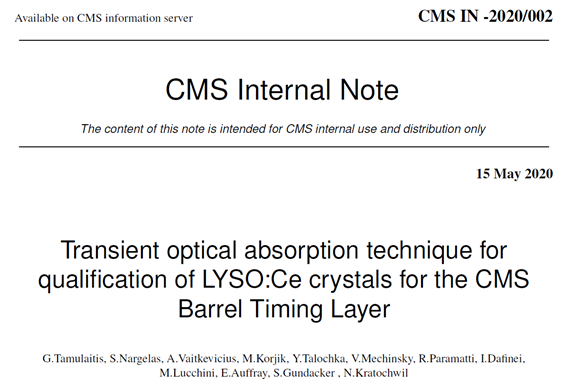 Available on CMS information server
CMS IN -2020/002
CMS Internal Note
The content of this note is intended for CMS internal use and distribution only
15 May 2020
Transient optical absorption technique for
qualification of LYSO:Ce crystals for the CMS
Barrel Timing Layer
G.Tamulaitis, S.Nargelas, A.Vaitkevicius, M.Korjik, Y.Talochka, V.Mechinsky, R.Paramatti, I.Dafinei,
M.Lucchini, E.Auffray, S.Gundacker , N.Kratochwil